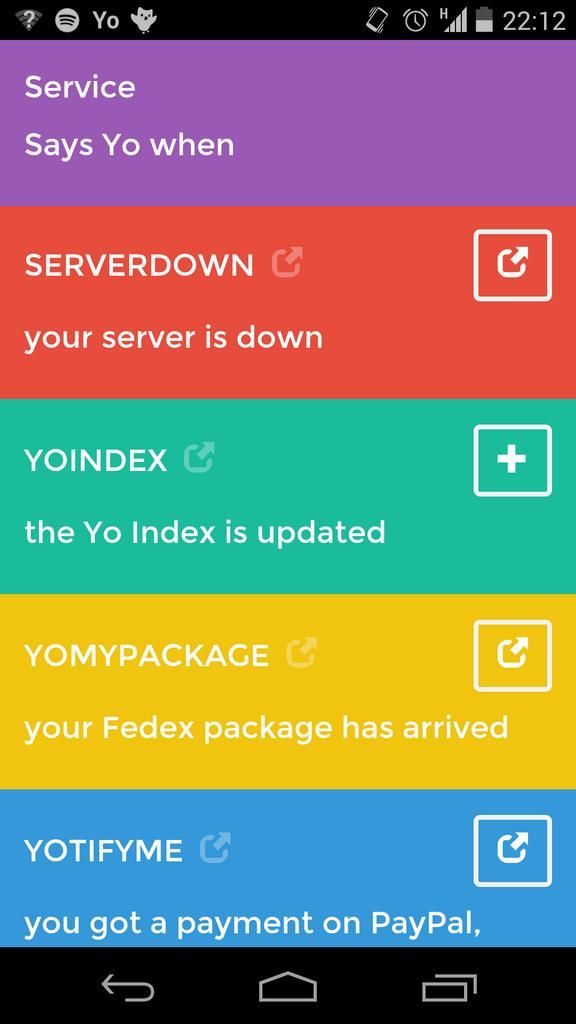 Yo
H
22:12
Service
Says Yo when
SERVERDOWN
your server is down
YOINDEX
the Yo Index is updated
YOMYPACKAGE
your Fedex package has arrived
YOTIFYME
you got a payment on PayPal,